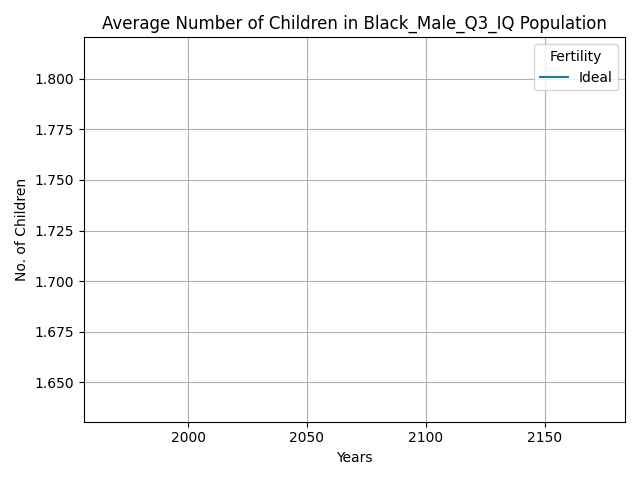 Average Number of Children in Black_Male_Q3_IQ Population
Fertility
Ideal
No. of Children
1.800
1.775
1.750
1.725
1.700
1.675
1.650
2000 2050 2100 2150
Years